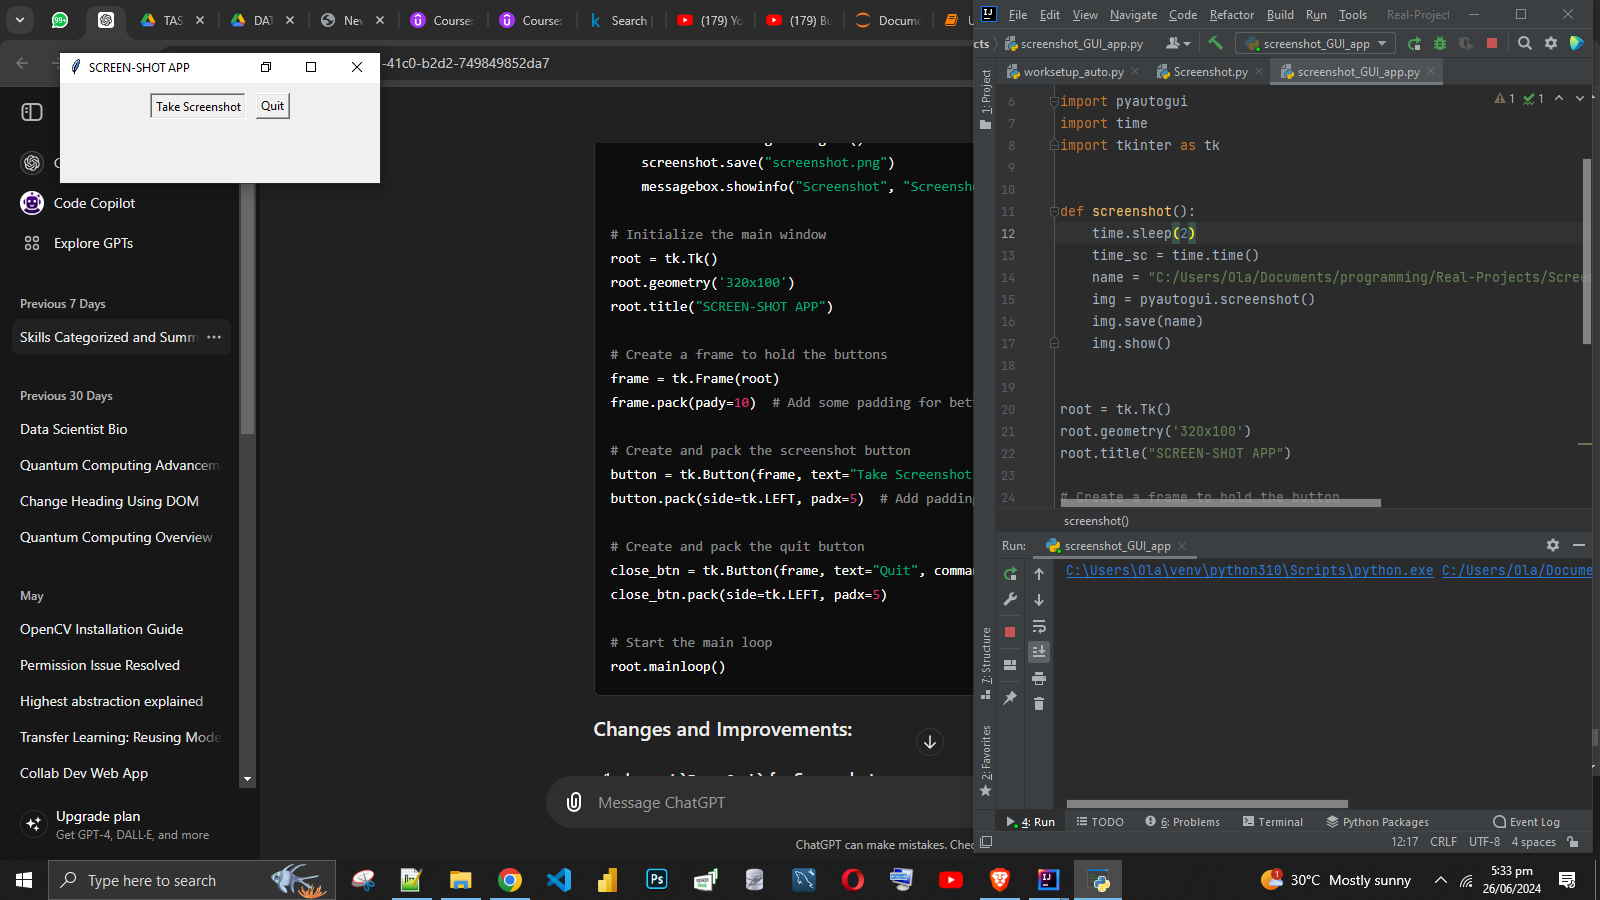 99+
TAS
DAT
Nev
Course:
Course:
Search
(179) Yo
(179) Bu
Docume
-41c0-b2d2-749849852da7
SCREEN-SHOT APP
Take Screenshot
Quit
Code Copilot
Explore GPTs
Previous 7 Days
Skills Categorized and Summ
Previous 30 Days
Data Scientist Bio
Quantum Computing Advancem
Change Heading Using DOM
Quantum Computing Overview
May
OpenCV Installation Guide
Permission Issue Resolved
Highest abstraction explained
Transfer Learning: Reusing Mode
Collab Dev Web App
Upgrade plan
Get GPT-4, DALL·E, and more
screenshot.save("screenshot.png")
messagebox.showinfo("Screenshot", "Screensh
# Initialize the main window
root = tk.Tk()
root.geometry('320x100')
root.title("SCREEN-SHOT APP")
# Create a frame to hold the buttons
frame = tk.Frame(root)
frame.pack(pady=10)  # Add some padding for bet
# Create and pack the screenshot button
button = tk.Button(frame, text="Take Screenshot
button.pack(side=tk.LEFT, padx=5)  # Add padding
# Create and pack the quit button
close_btn = tk.Button(frame, text="Quit", comman
close_btn.pack(side=tk.LEFT, padx=5)
# Start the main loop
root.mainloop()
Changes and Improvements:
Message ChatGPT
ChatGPT can make mistakes. Chec
File Edit View Navigate Code Refactor Build Run Tools Real-Project
cts screenshot_GUI_app.py
screenshot_GUI_app
worksetup_auto.py
Screenshot.py
screenshot_GUI_app.py
1: Project
1 1
6 import pyautogui
7 import time
8 import tkinter as tk
9
10
11 def screenshot():
12 time.sleep(2)
13 time_sc = time.time()
14 name = "C:/Users/Ola/Documents/programming/Real-Projects/Scree
15 img = pyautogui.screenshot()
16 img.save(name)
17 img.show()
18
19
20 root = tk.Tk()
21 root.geometry('320x100')
22 root.title("SCREEN-SHOT APP")
23
24 # Create a frame to hold the button
screenshot()
Run: screenshot_GUI_app
C:\Users\Ola\venv\python310\Scripts\python.exe C:/Users/Ola/Docume
7: Structure
2: Favorites
4: Run
TODO
6: Problems
Terminal
Python Packages
Event Log
12:17 CRLF UTF-8 4 spaces
Type here to search
Ps
30°C Mostly sunny
5:33 pm
26/06/2024